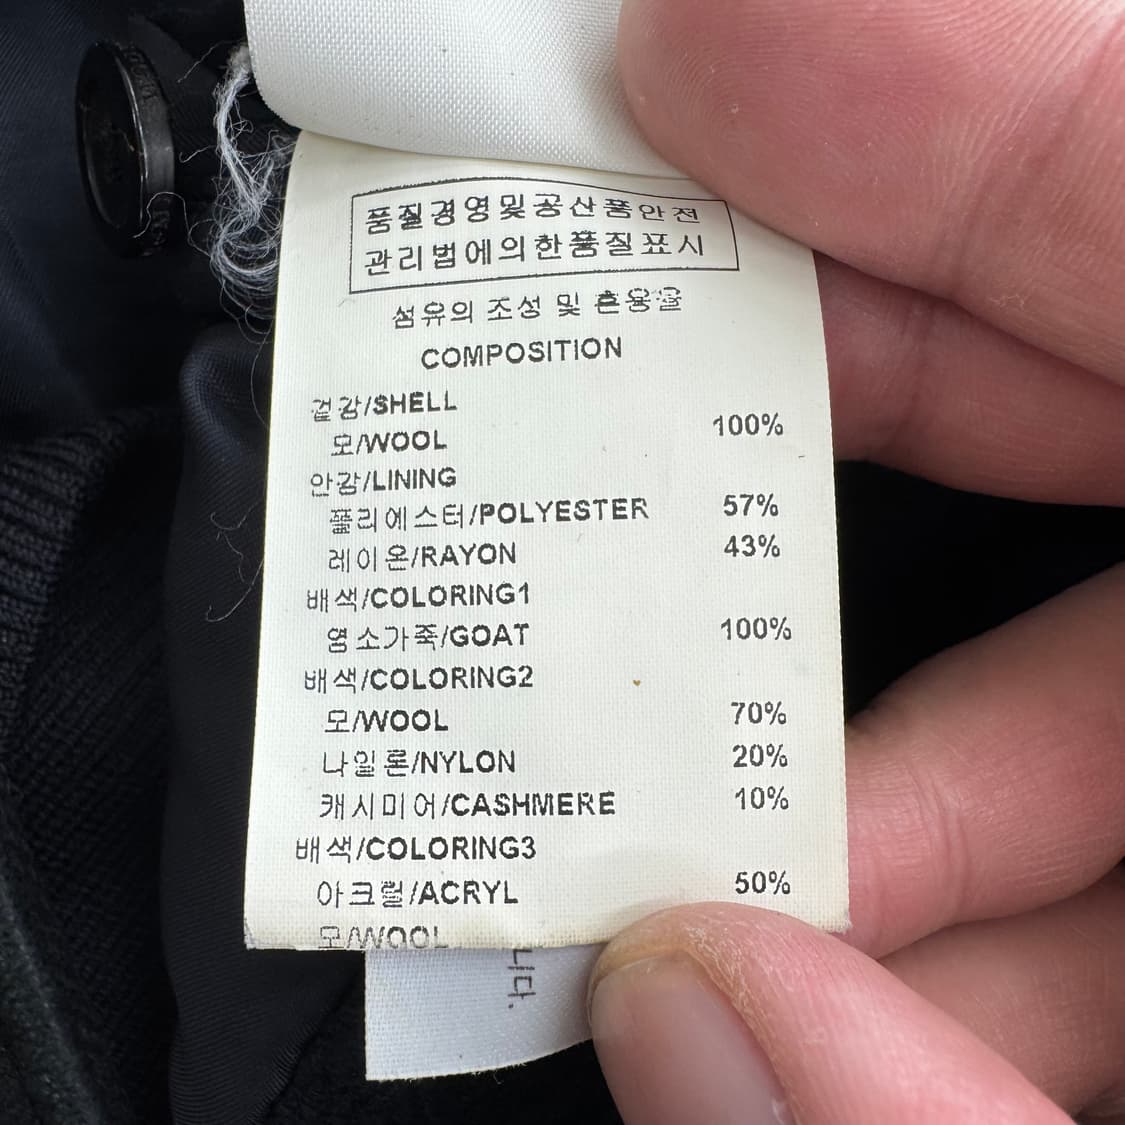 품질경영및공산품안전
관리법에의한품질표시
섬유의 조성 및 혼용율
COMPOSITION
겉감/SHELL
모/WOOL 100%
안감/LINING
폴리에스터/POLYESTER 57%
레이온/RAYON 43%
배색/COLORING1
염소가죽/GOAT 100%
배색/COLORING2
모/WOOL 70%
나일론/NYLON 20%
캐시미어/CASHMERE 10%
배색/COLORING3
아크릴/ACRYL 50%
모/WOOL
니다.